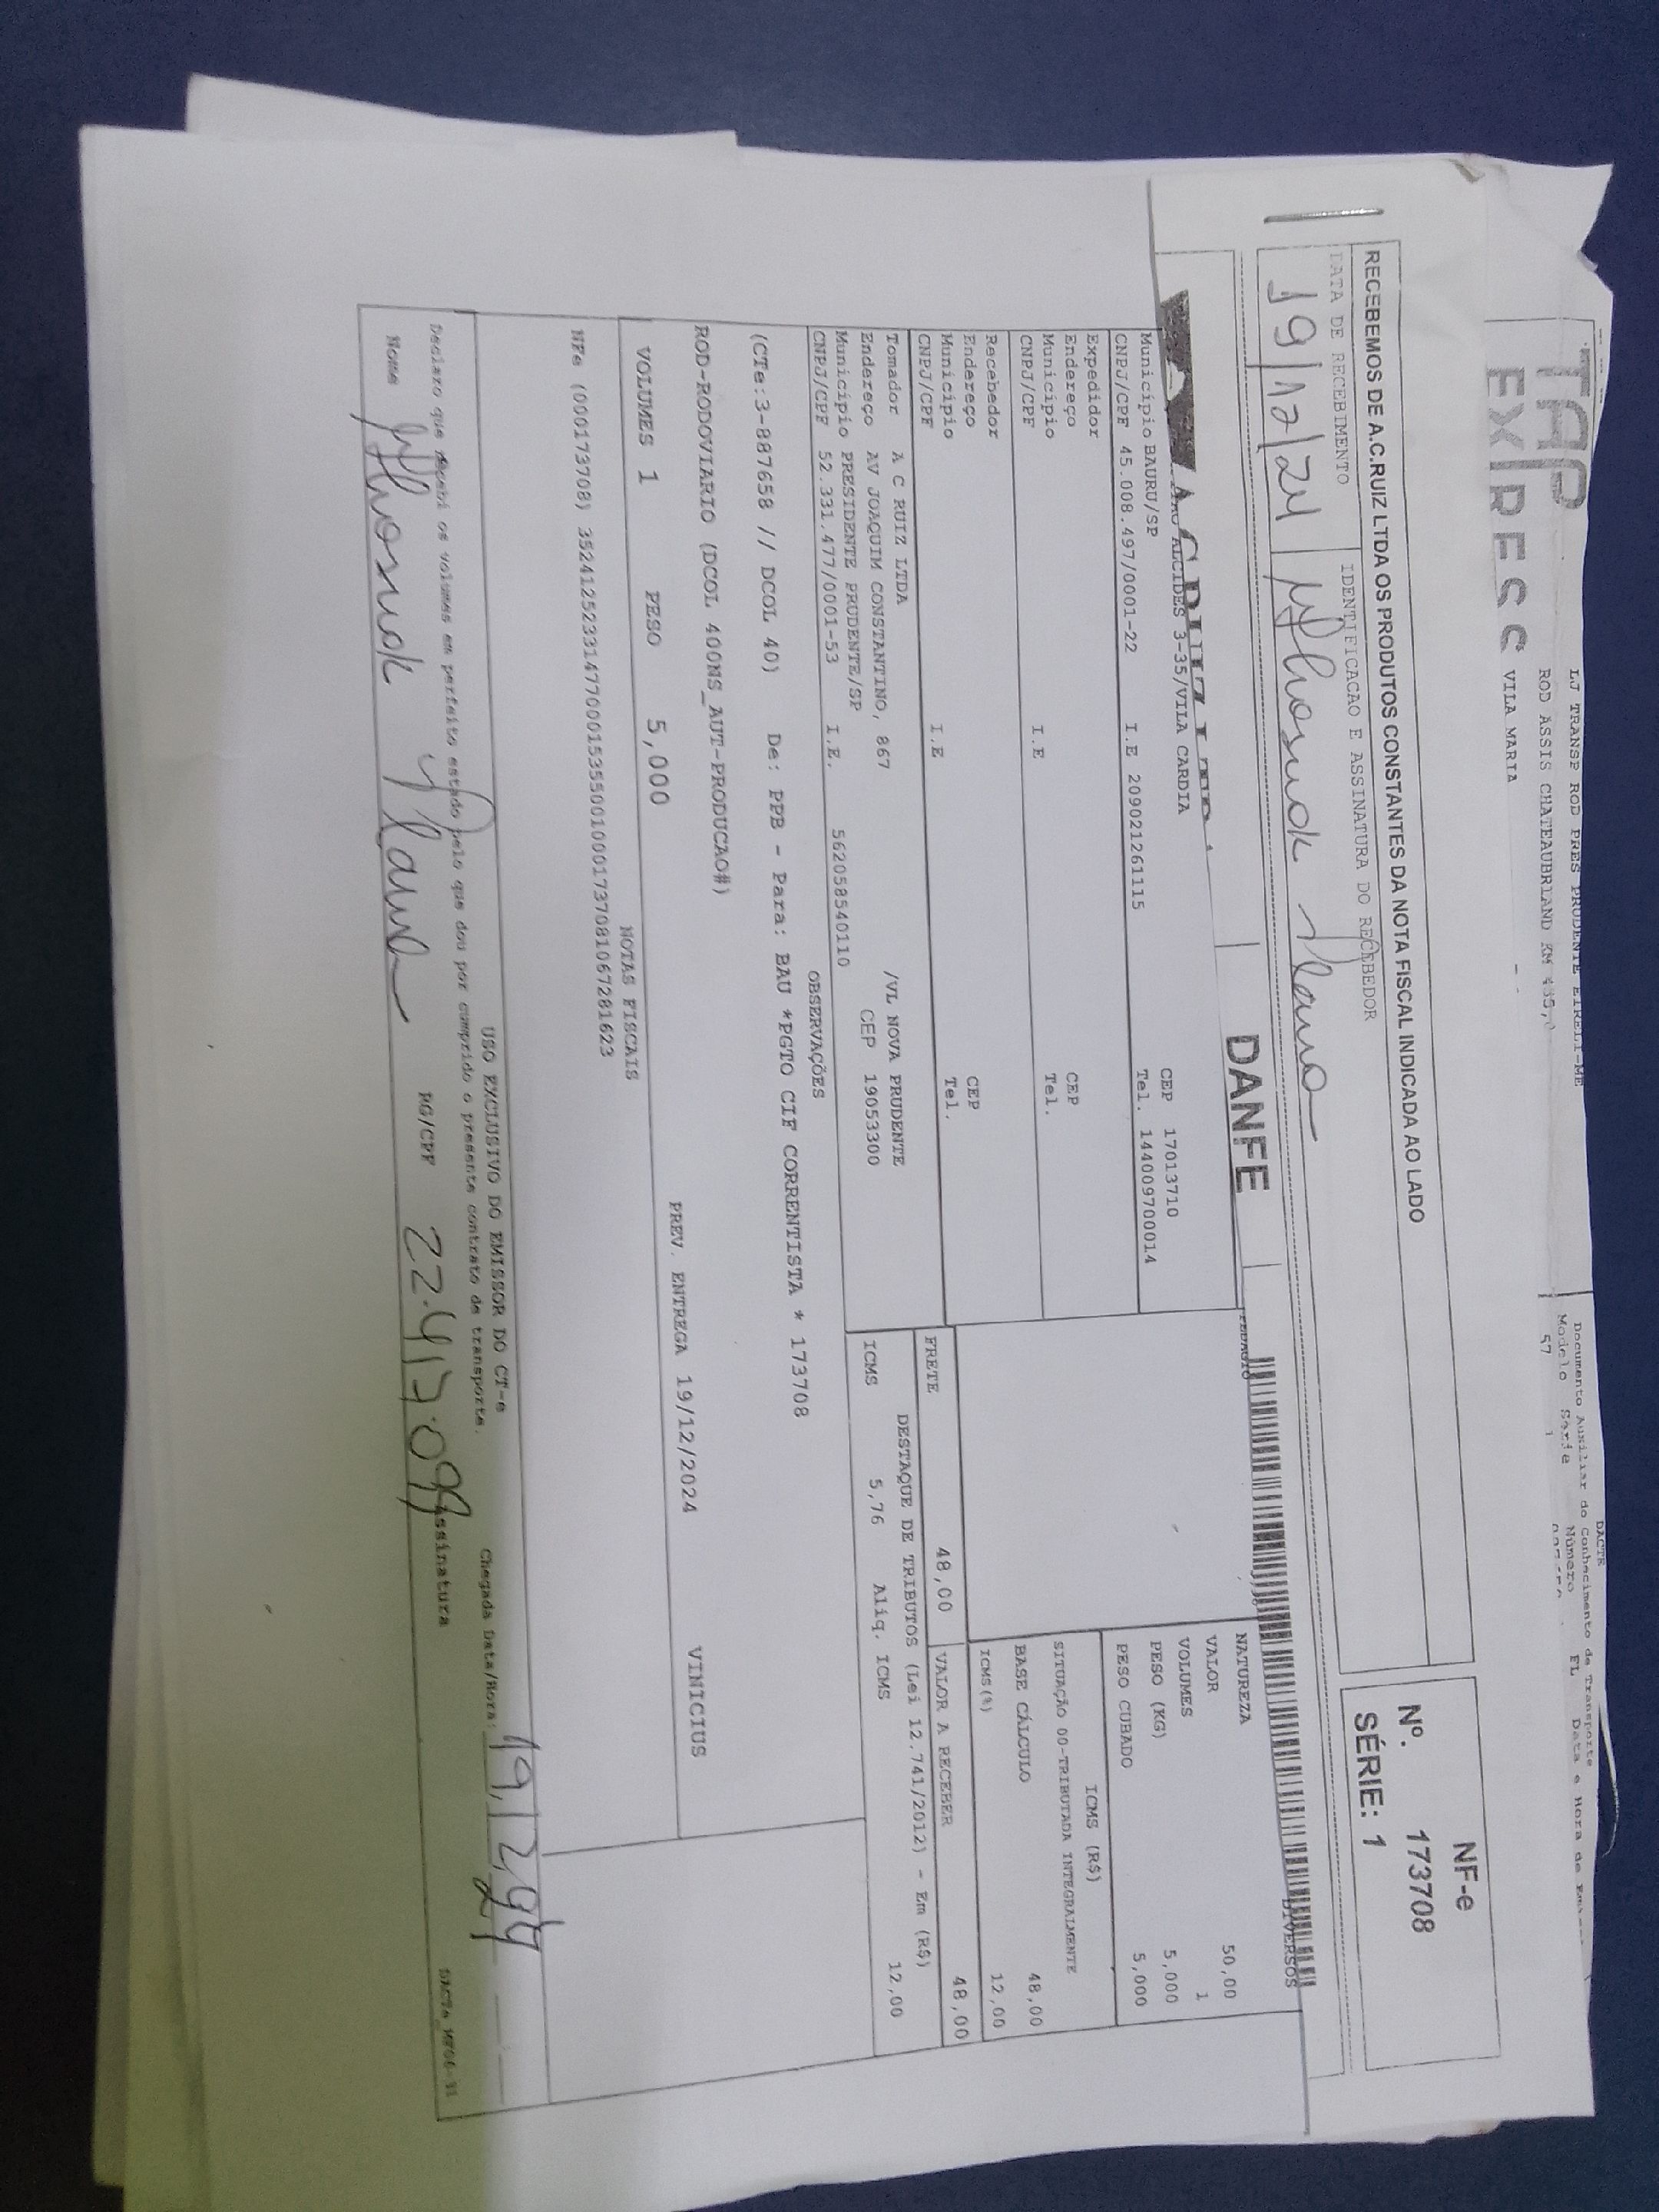 TAP
EXPRESS
LJ TRANSP ROD PRES PRUDENTE EIRELI-ME
ROD ASSIS CHATEAUBRIAND KM
VILA MARIA
DACTE
Documento Auxiliar do Conhecimento de Transporte
Modelo Serie Número FL Data e Hora de
57 1
RECEBEMOS DE A.C.RUIZ LTDA OS PRODUTOS CONSTANTES DA NOTA FISCAL INDICADA AO LADO
DATA DE RECEBIMENTO
IDENTIFICACAO E ASSINATURA DO RECEBEDOR
19/12/24
NF-e
Nº. 173708
SÉRIE: 1
DANFE
ALCIDES 3-35/VILA CARDIA
Município BAURU/SP CEP 17013710
CNPJ/CPF 45.008.497/0001-22 I.E 209021261115 Tel. 1440097000014
Expedidor
Endereço
Município CEP
CNPJ/CPF I.E Tel.
Recebedor
Endereço
Município CEP
CNPJ/CPF I.E Tel.
Tomador A C RUIZ LTDA
Endereço AV JOAQUIM CONSTANTINO, 867 /VL NOVA PRUDENTE
Município PRESIDENTE PRUDENTE/SP CEP 19053300
CNPJ/CPF 52.331.477/0001-53 I.E. 562058540110
PEDAGIO
NATUREZA DIVERSOS
VALOR 50,00
VOLUMES 1
PESO (KG) 5,000
PESO CUBADO 5,000
ICMS (R$)
SITUAÇÃO 00-TRIBUTADA INTEGRALMENTE
BASE CÁLCULO 48,00
ICMS(%) 12,00
FRETE 48,00 VALOR A RECEBER 48,00
DESTAQUE DE TRIBUTOS (Lei 12.741/2012) - Em (R$)
ICMS 5,76 Aliq. ICMS 12,00
OBSERVAÇÕES
(CTe:3-887658 // DCOL 40) De: PPB - Para: BAU *PGTO CIF CORRENTISTA * 173708
ROD-RODOVIARIO (DCOL 400NS_AUT-PRODUCAO#)
VOLUMES 1 PESO 5,000 PREV. ENTREGA 19/12/2024 VINICIUS
NOTAS FISCAIS
NFe (000173708) 35241252331477000153550010001737081067281623
USO EXCLUSIVO DO EMISSOR DO CT-e
Declaro que recebi os volumes em perfeito estado pelo que dou por cumprido o presente contrato de transporte.
Chegada Data/Hora:
Nome RG/CPF 22.417.099 Assinatura